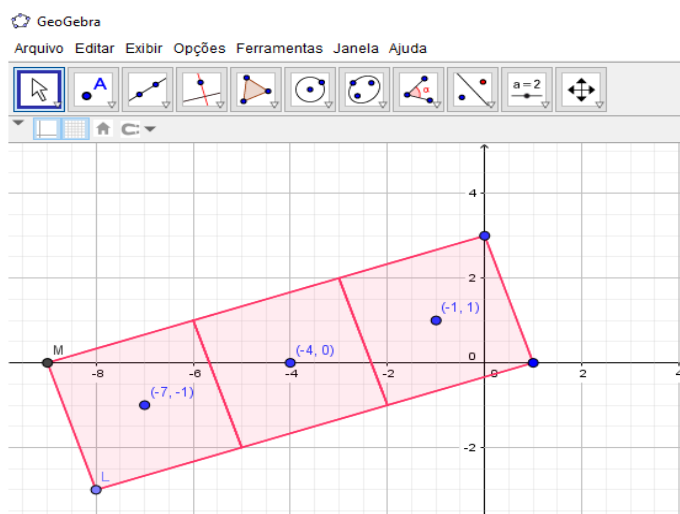 GeoGebra
Arquivo Editar Exibir Opções Ferramentas Janela Ajuda
A
α
a=2
4
2
(-1, 1)
M
(-4, 0)
0
-8
-6
-4
-2
0
2
4
(-7, -1)
-2
L